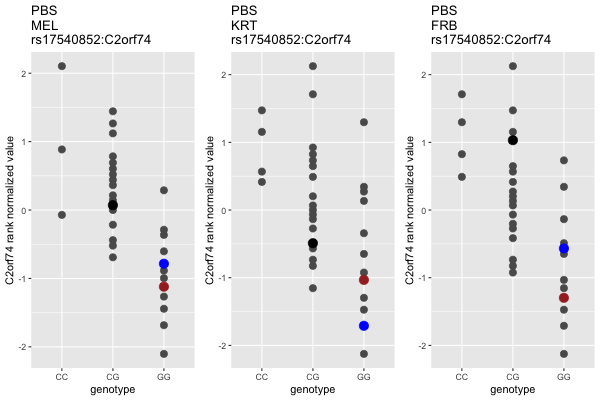 PBS
MEL
rs17540852:C2orf74
C2orf74 rank normalized value
2
1
0
-1
-2
CC
CG
GG
genotype
PBS
KRT
rs17540852:C2orf74
C2orf74 rank normalized value
2
1
0
-1
-2
CC
CG
GG
genotype
PBS
FRB
rs17540852:C2orf74
C2orf74 rank normalized value
2
1
0
-1
-2
CC
CG
GG
genotype